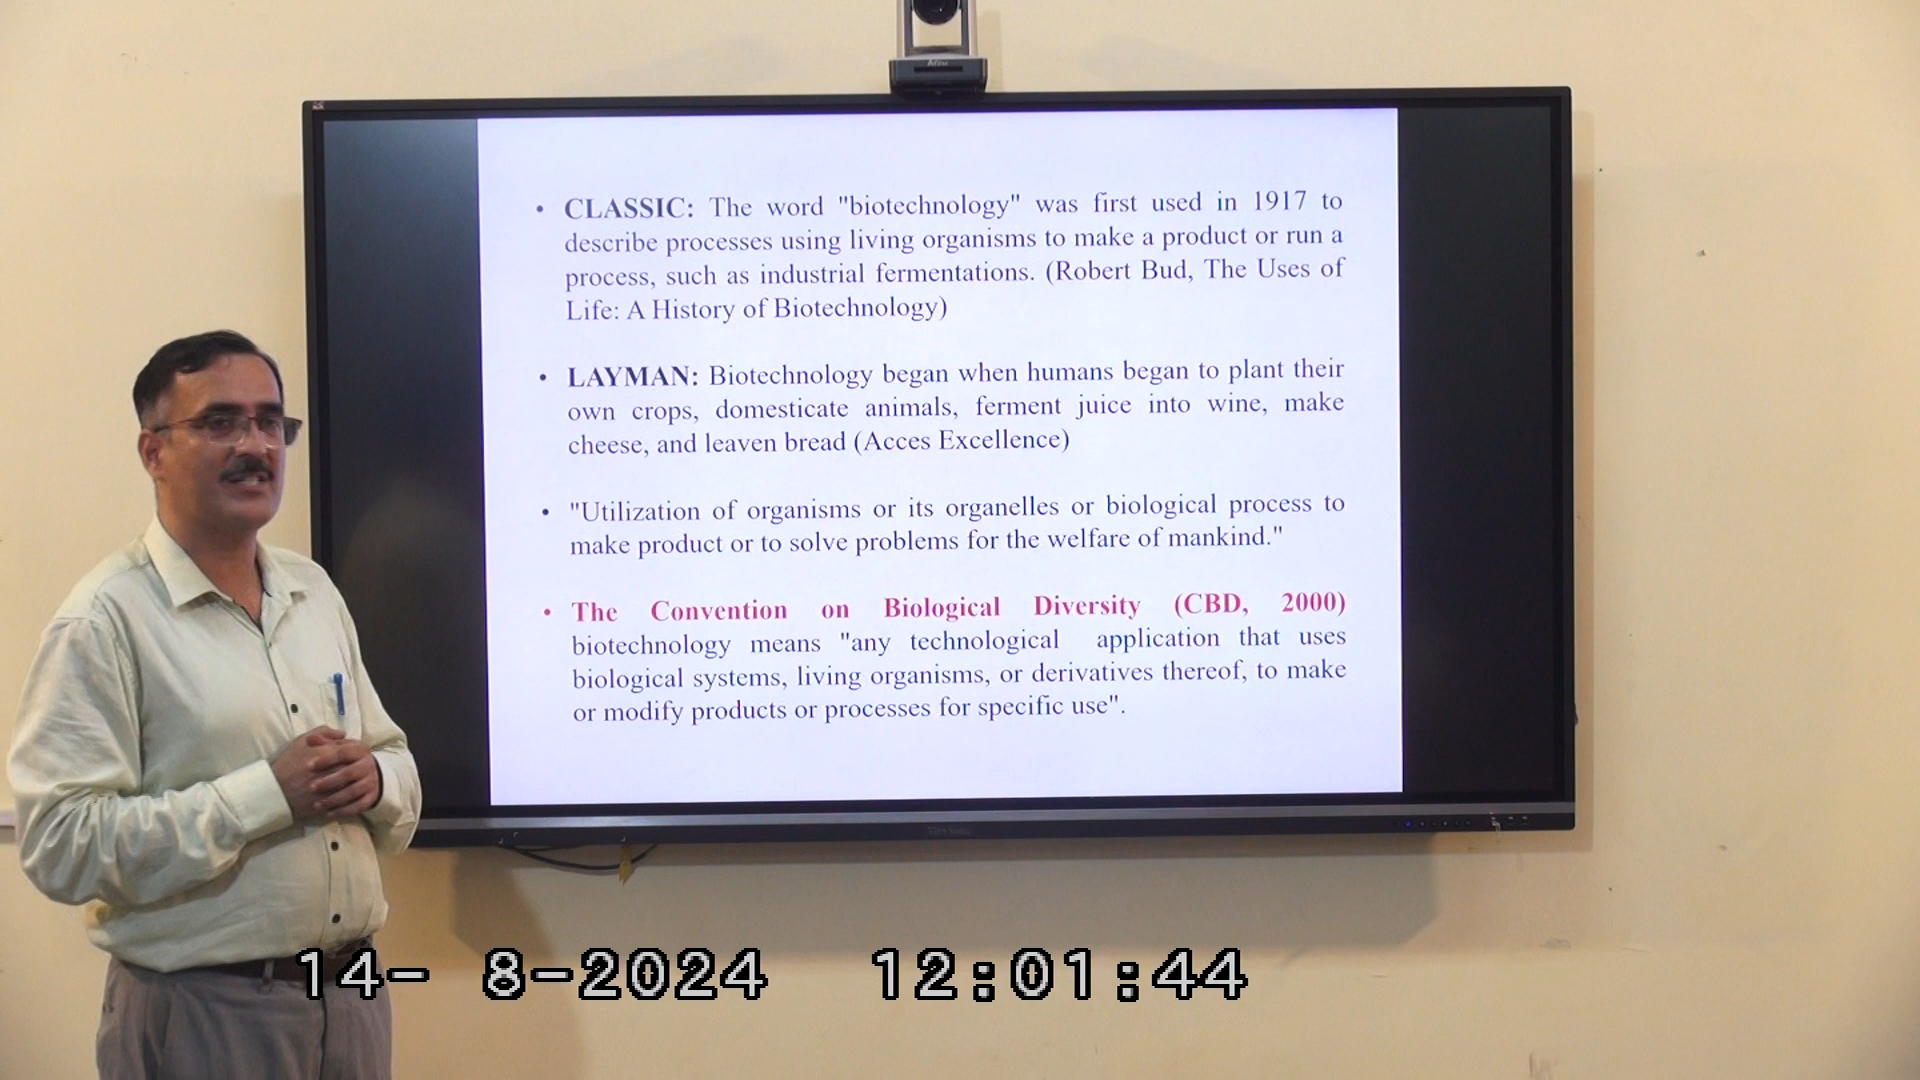 • CLASSIC: The word "biotechnology" was first used in 1917 to
describe processes using living organisms to make a product or run a
process, such as industrial fermentations. (Robert Bud, The Uses of
Life: A History of Biotechnology)
• LAYMAN: Biotechnology began when humans began to plant their
own crops, domesticate animals, ferment juice into wine, make
cheese, and leaven bread (Acces Excellence)
• "Utilization of organisms or its organelles or biological process to
make product or to solve problems for the welfare of mankind."
• The Convention on Biological Diversity (CBD, 2000)
biotechnology means "any technological application that uses
biological systems, living organisms, or derivatives thereof, to make
or modify products or processes for specific use".
14- 8-2024 12:01:44